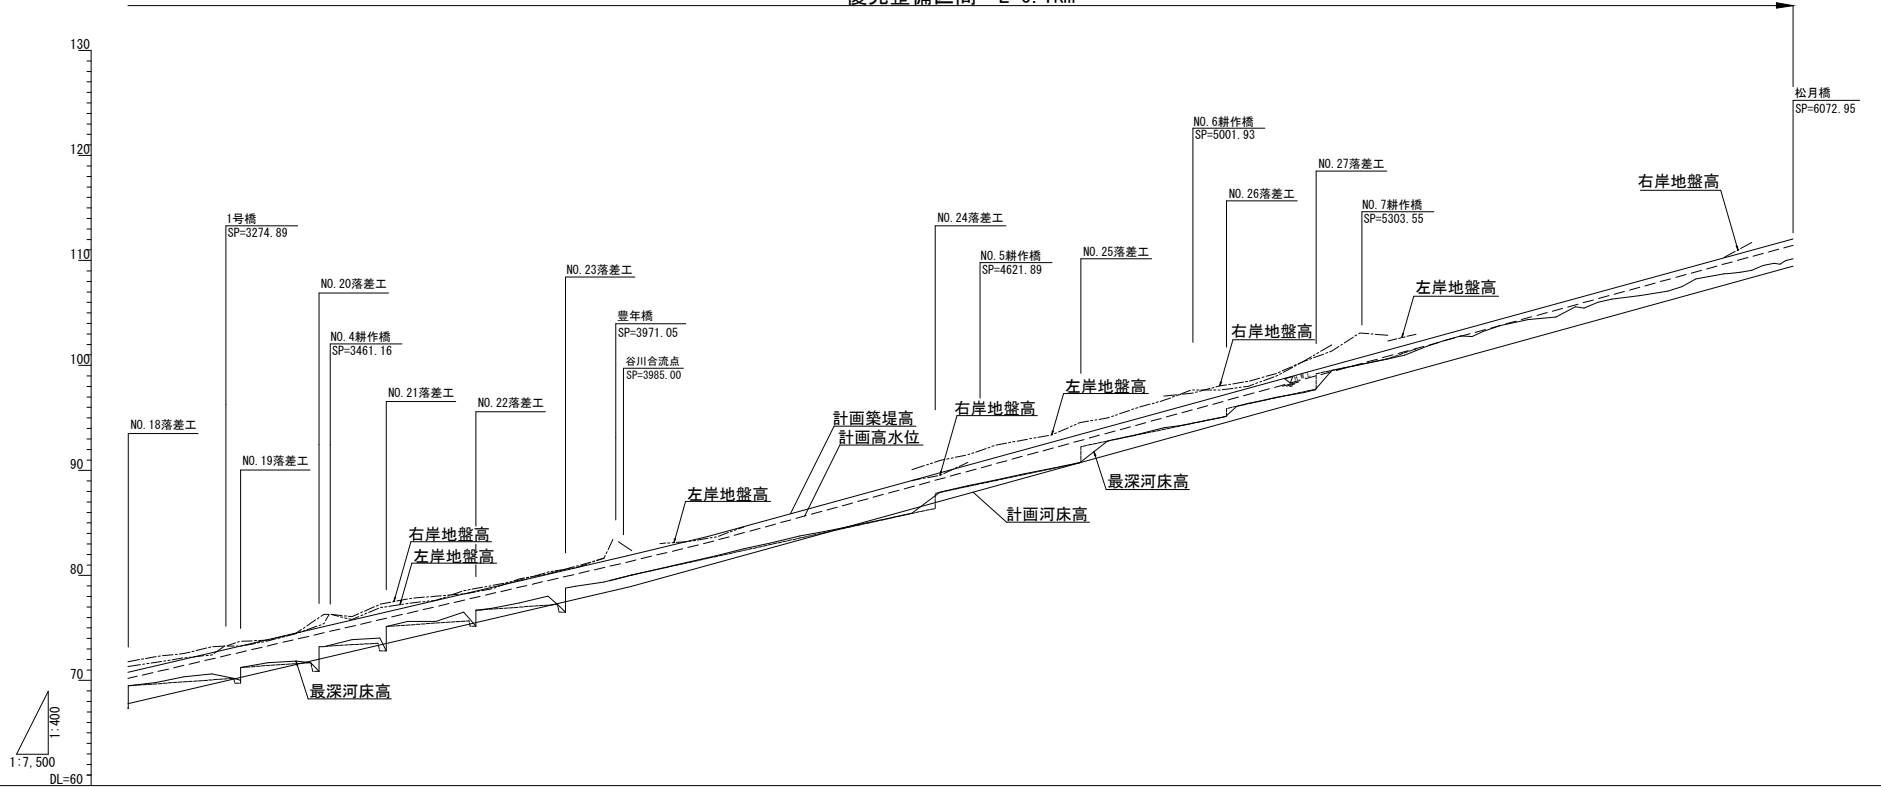 130
120
110
100
90
80
70
DL=60
1:400
1:7,500
NO.18落差工
1号橋
SP=3274.89
NO.19落差工
NO.20落差工
NO.4耕作橋
SP=3461.16
NO.21落差工
NO.22落差工
NO.23落差工
豊年橋
SP=3971.05
谷川合流点
SP=3985.00
NO.24落差工
NO.5耕作橋
SP=4621.89
NO.25落差工
NO.6耕作橋
SP=5001.93
NO.26落差工
NO.27落差工
NO.7耕作橋
SP=5303.55
松月橋
SP=6072.95
右岸地盤高
左岸地盤高
最深河床高
左岸地盤高
計画築堤高
計画高水位
右岸地盤高
左岸地盤高
最深河床高
計画河床高
右岸地盤高
左岸地盤高
右岸地盤高